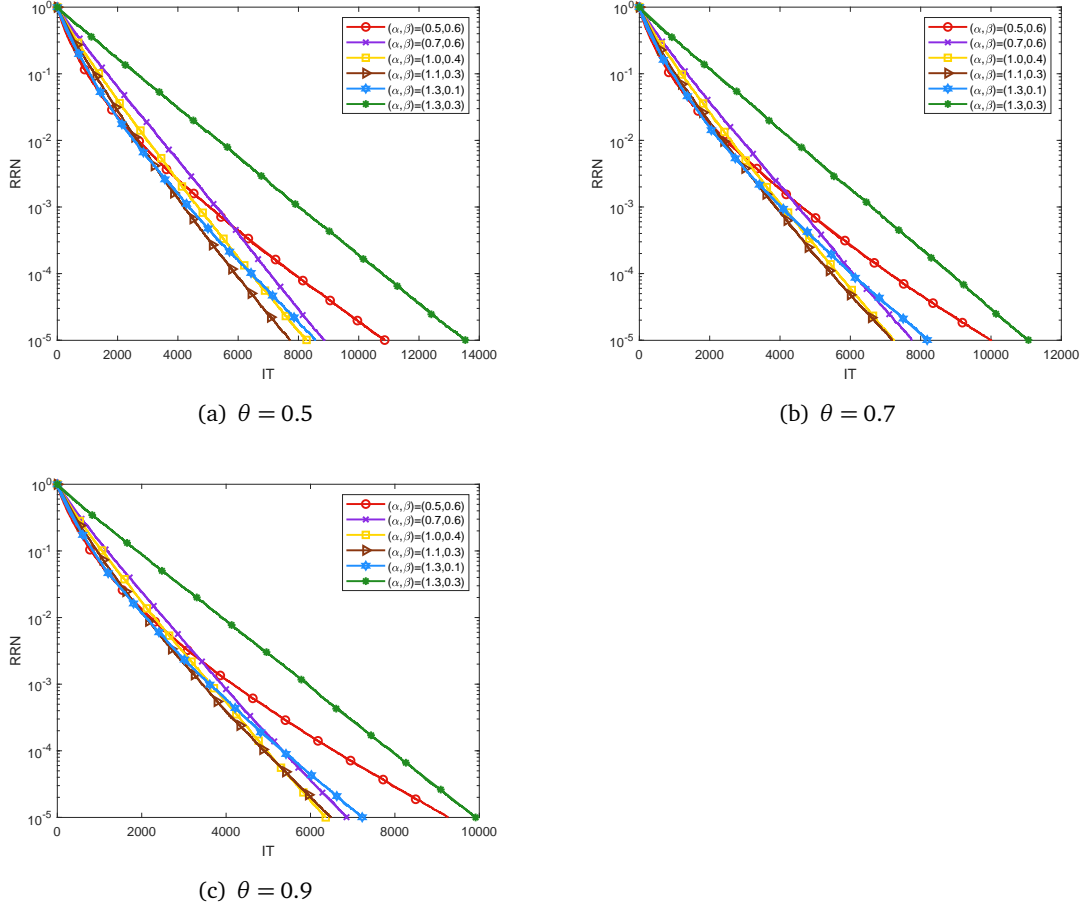 10^0
10^-1
10^-2
10^-3
10^-4
10^-5
RRN
0 2000 4000 6000 8000 10000 12000 14000
IT
(α,β)=(0.5,0.6)
(α,β)=(0.7,0.6)
(α,β)=(1.0,0.4)
(α,β)=(1.1,0.3)
(α,β)=(1.3,0.1)
(α,β)=(1.3,0.3)
(a) θ = 0.5
10^0
10^-1
10^-2
10^-3
10^-4
10^-5
RRN
0 2000 4000 6000 8000 10000 12000
IT
(α,β)=(0.5,0.6)
(α,β)=(0.7,0.6)
(α,β)=(1.0,0.4)
(α,β)=(1.1,0.3)
(α,β)=(1.3,0.1)
(α,β)=(1.3,0.3)
(b) θ = 0.7
10^0
10^-1
10^-2
10^-3
10^-4
10^-5
RRN
0 2000 4000 6000 8000 10000
IT
(α,β)=(0.5,0.6)
(α,β)=(0.7,0.6)
(α,β)=(1.0,0.4)
(α,β)=(1.1,0.3)
(α,β)=(1.3,0.1)
(α,β)=(1.3,0.3)
(c) θ = 0.9